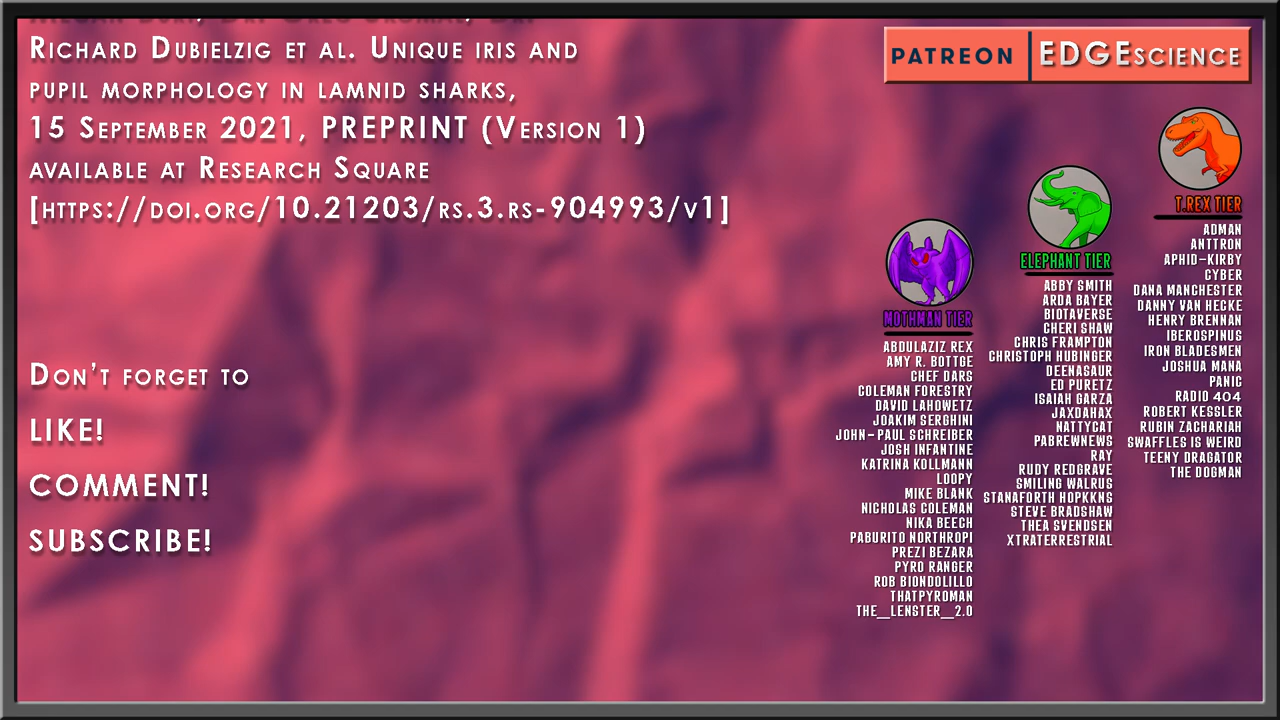 Richard Dubielzig et al. Unique iris and
pupil morphology in lamnid sharks,
15 September 2021, PREPRINT (Version 1)
available at Research Square
[https://doi.org/10.21203/rs.3.rs-904993/v1]
Don't forget to
LIKE!
COMMENT!
SUBSCRIBE!
PATREON EDGEscience
MOTHMAN TIER
ABDULAZIZ REX
AMY R. BOTTGE
CHEF DARS
COLEMAN FORESTRY
DAVID LAHOWETZ
JOAKIM SERGHINI
JOHN-PAUL SCHREIBER
JOSH INFANTINE
KATRINA KOLLMANN
LOOPY
MIKE BLANK
NICHOLAS COLEMAN
NIKA BEECH
PABURITO NORTHROPI
PREZI BEZARA
PYRO RANGER
ROB BIONDOLILLO
THATPYROMAN
THE__LENSTER__2.0
ELEPHANT TIER
ABBY SMITH
ARDA BAYER
BIOTAVERSE
CHERI SHAW
CHRIS FRAMPTON
CHRISTOPH HUBINGER
DEENASAUR
ED PURETZ
ISAIAH GARZA
JAXDAHAX
NATTYCAT
PABREWNEWS
RAY
RUDY REDGRAVE
SMILING WALRUS
STANAFORTH HOPKKNS
STEVE BRADSHAW
THEA SVENDSEN
XTRATERRESTRIAL
T.REX TIER
ADMAN
ANTTRON
APHID-KIRBY
CYBER
DANA MANCHESTER
DANNY VAN HECKE
HENRY BRENNAN
IBEROSPINUS
IRON BLADESMEN
JOSHUA MANA
PANIC
RADIO 404
ROBERT KESSLER
RUBIN ZACHARIAH
SWAFFLES IS WEIRD
TEENY DRAGATOR
THE DOGMAN